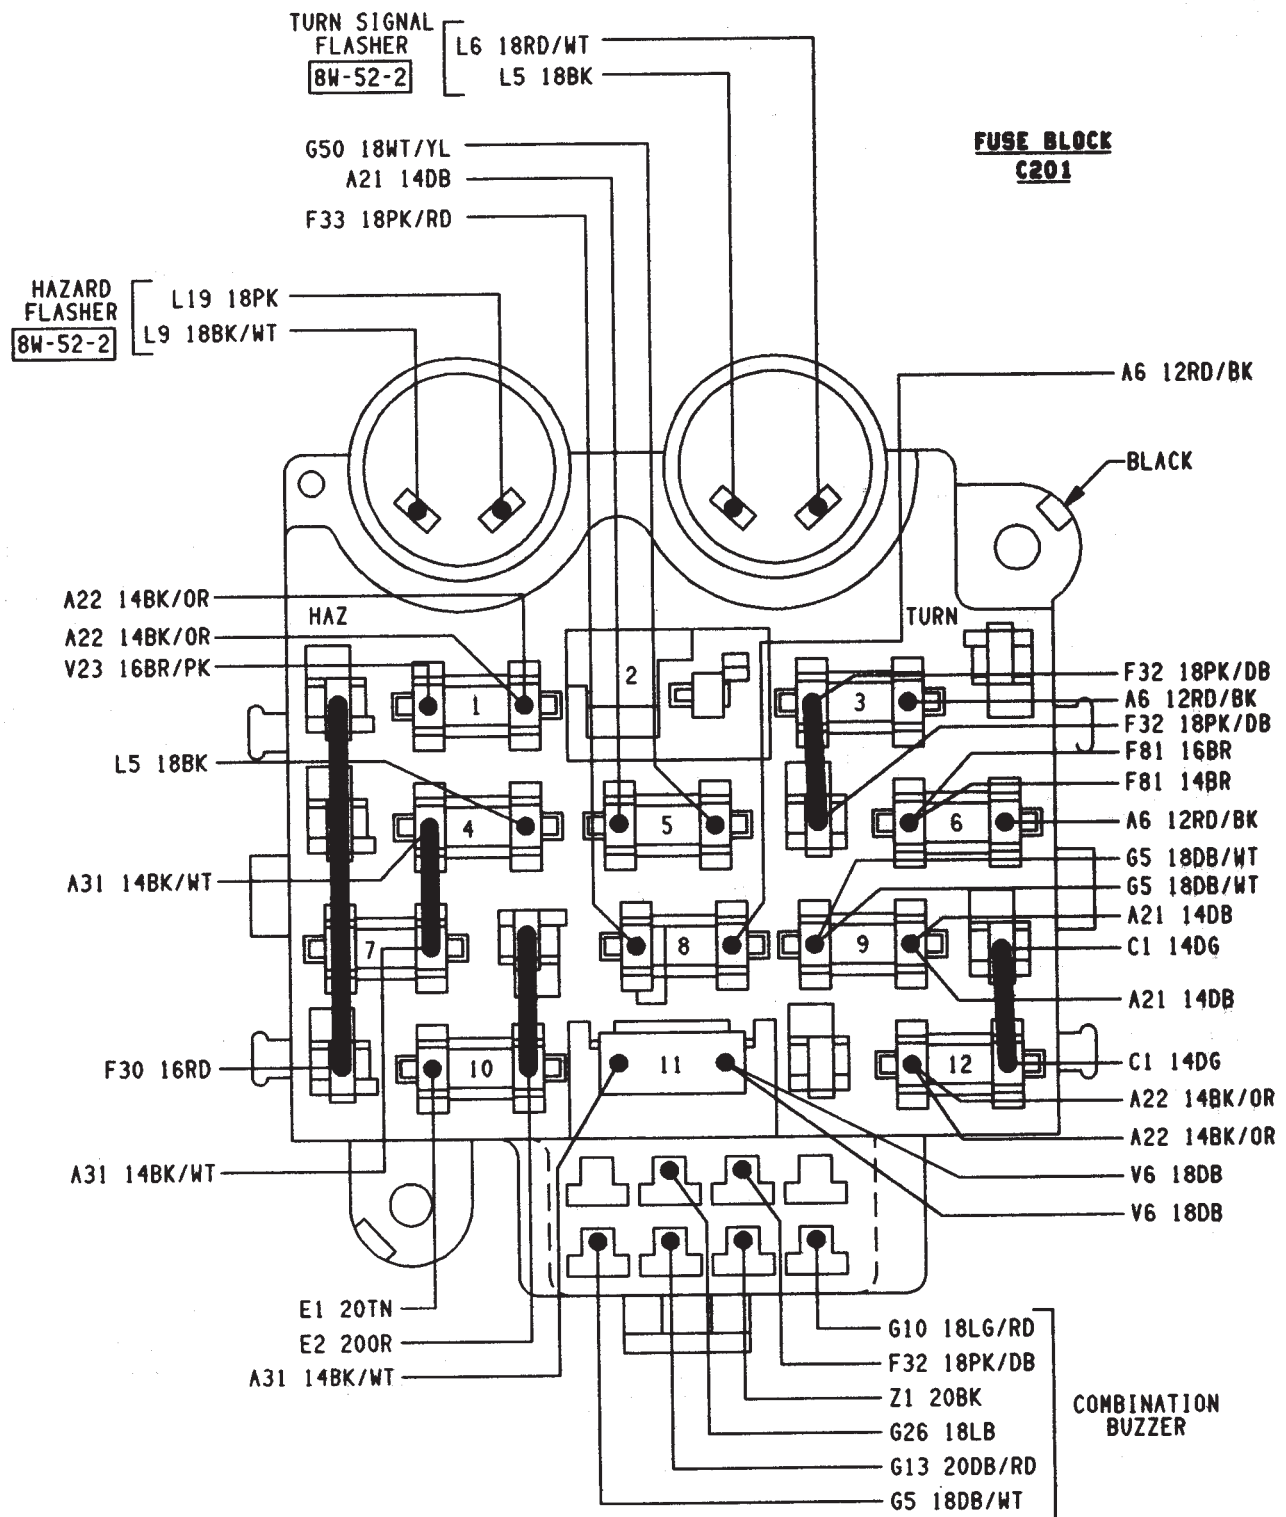 TURN SIGNAL
FLASHER
8W-52-2
L6 18RD/WT
L5 18BK
FUSE BLOCK
C201
G50 18WT/YL
A21 14DB
F33 18PK/RD
HAZARD
FLASHER
8W-52-2
L19 18PK
L9 18BK/WT
A6 12RD/BK
BLACK
A22 14BK/OR
HAZ
TURN
A22 14BK/OR
V23 16BR/PK
1
2
3
F32 18PK/DB
A6 12RD/BK
F32 18PK/DB
F81 16BR
L5 18BK
F81 14BR
4
5
6
A6 12RD/BK
G5 18DB/WT
A31 14BK/WT
G5 18DB/WT
A21 14DB
7
8
9
C1 14DG
A21 14DB
F30 16RD
10
11
12
C1 14DG
A22 14BK/OR
A22 14BK/OR
A31 14BK/WT
V6 18DB
V6 18DB
E1 20TN
E2 20OR
A31 14BK/WT
G10 18LG/RD
F32 18PK/DB
Z1 20BK
G26 18LB
G13 20DB/RD
G5 18DB/WT
COMBINATION
BUZZER